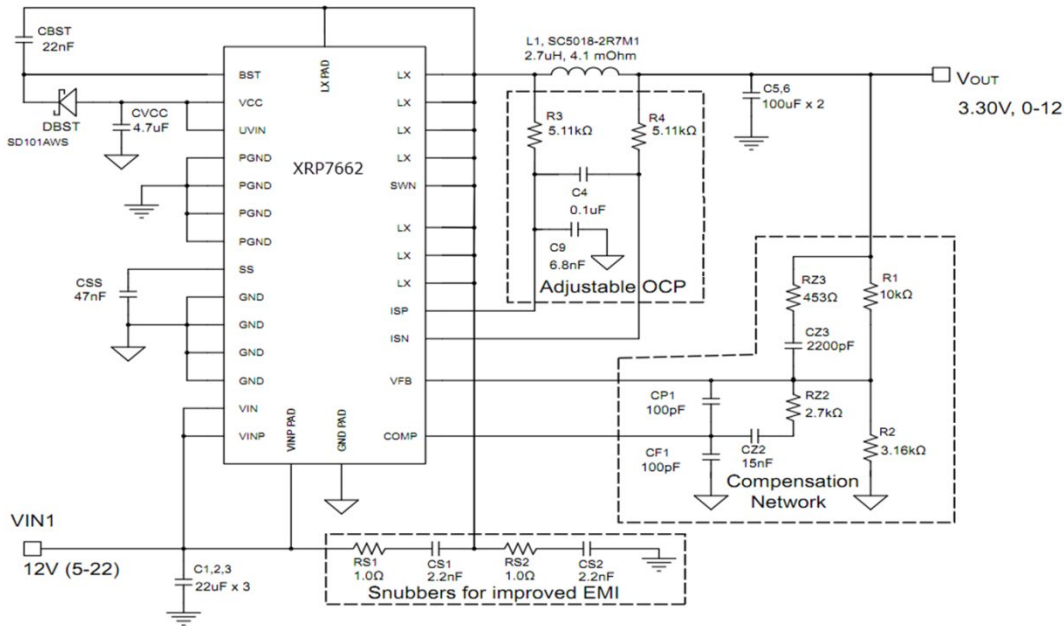 CBST
22nF
DBST
SD101AWS
CVCC
4.7uF
CSS
47nF
LX PAD
BST
VCC
UVIN
PGND
PGND
PGND
PGND
SS
GND
GND
GND
GND
VIN
VINP
XRP7662
LX
LX
LX
LX
SWN
LX
LX
LX
ISP
ISN
VFB
COMP
VINP PAD
GND PAD
L1, SC5018-2R7M1
2.7uH, 4.1 mOhm
R3
5.11kΩ
R4
5.11kΩ
C4
0.1uF
C9
6.8nF
Adjustable OCP
C5,6
100uF x 2
VOUT
3.30V, 0-12
RZ3
453Ω
R1
10kΩ
CZ3
2200pF
CP1
100pF
RZ2
2.7kΩ
CF1
100pF
CZ2
15nF
R2
3.16kΩ
Compensation
Network
VIN1
12V (5-22)
C1,2,3
22uF x 3
RS1
1.0Ω
CS1
2.2nF
RS2
1.0Ω
CS2
2.2nF
Snubbers for improved EMI